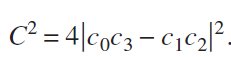 C² = 4|c₀c₃ − c₁c₂|².